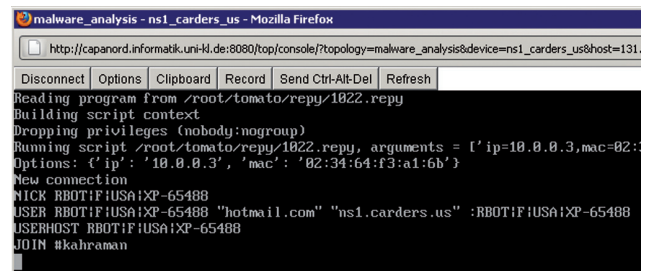 malware_analysis - ns1_carders_us - Mozilla Firefox
http://capanord.informatik.uni-kl.de:8080/top/console/?topology=malware_analysis&device=ns1_carders_us&host=131.
Disconnect Options Clipboard Record Send Ctrl-Alt-Del Refresh
Reading program from /root/tomato/repy/1022.repy
Building script context
Dropping privileges (nobody:nogroup)
Running script /root/tomato/repy/1022.repy, arguments = ['ip=10.0.0.3,mac=02:3
Options: {'ip': '10.0.0.3', 'mac': '02:34:64:f3:a1:6b'}
New connection
NICK RBOT|F|USA|XP-65488
USER RBOT|F|USA|XP-65488 "hotmail.com" "ns1.carders.us" :RBOT|F|USA|XP-65488
USERHOST RBOT|F|USA|XP-65488
JOIN #kahraman